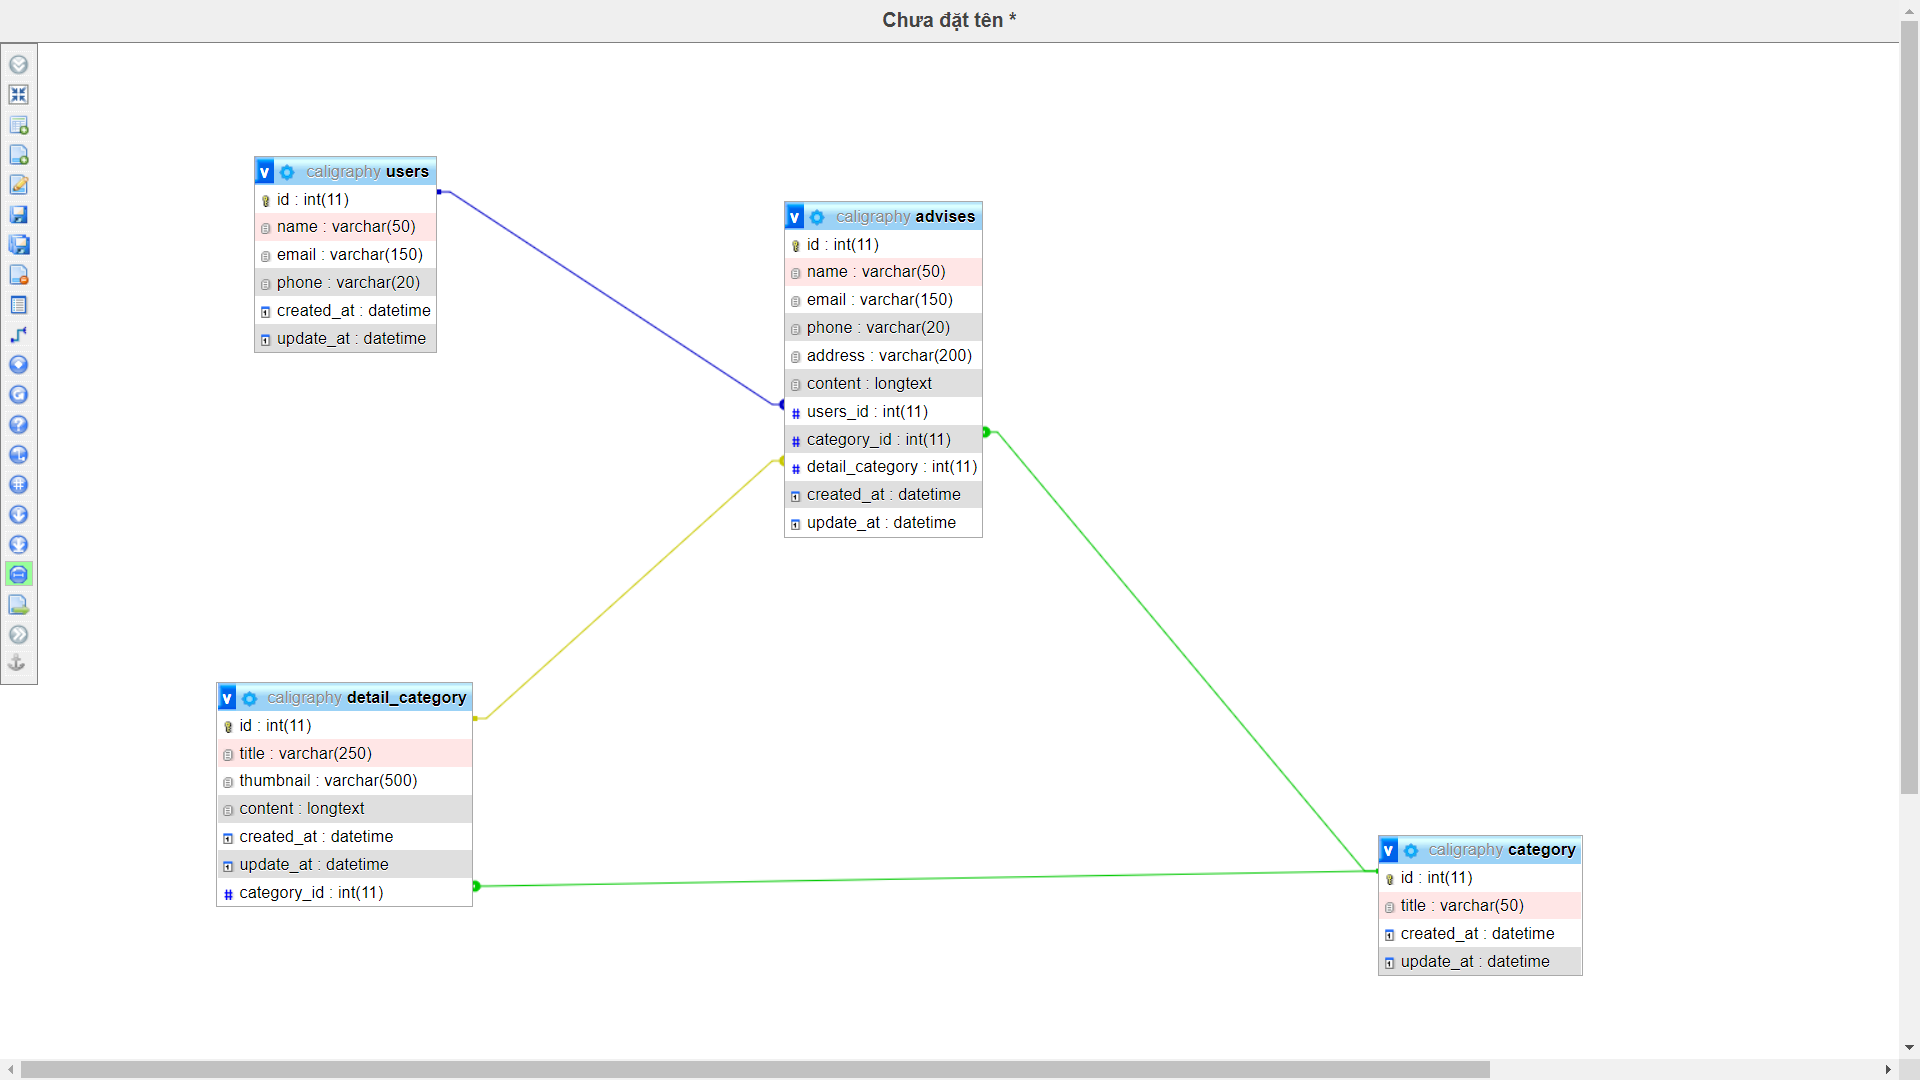 Chưa đặt tên *
caligraphy users
id : int(11)
name : varchar(50)
email : varchar(150)
phone : varchar(20)
created_at : datetime
update_at : datetime
caligraphy advises
id : int(11)
name : varchar(50)
email : varchar(150)
phone : varchar(20)
address : varchar(200)
content : longtext
users_id : int(11)
category_id : int(11)
detail_category : int(11)
created_at : datetime
update_at : datetime
caligraphy detail_category
id : int(11)
title : varchar(250)
thumbnail : varchar(500)
content : longtext
created_at : datetime
update_at : datetime
category_id : int(11)
caligraphy category
id : int(11)
title : varchar(50)
created_at : datetime
update_at : datetime